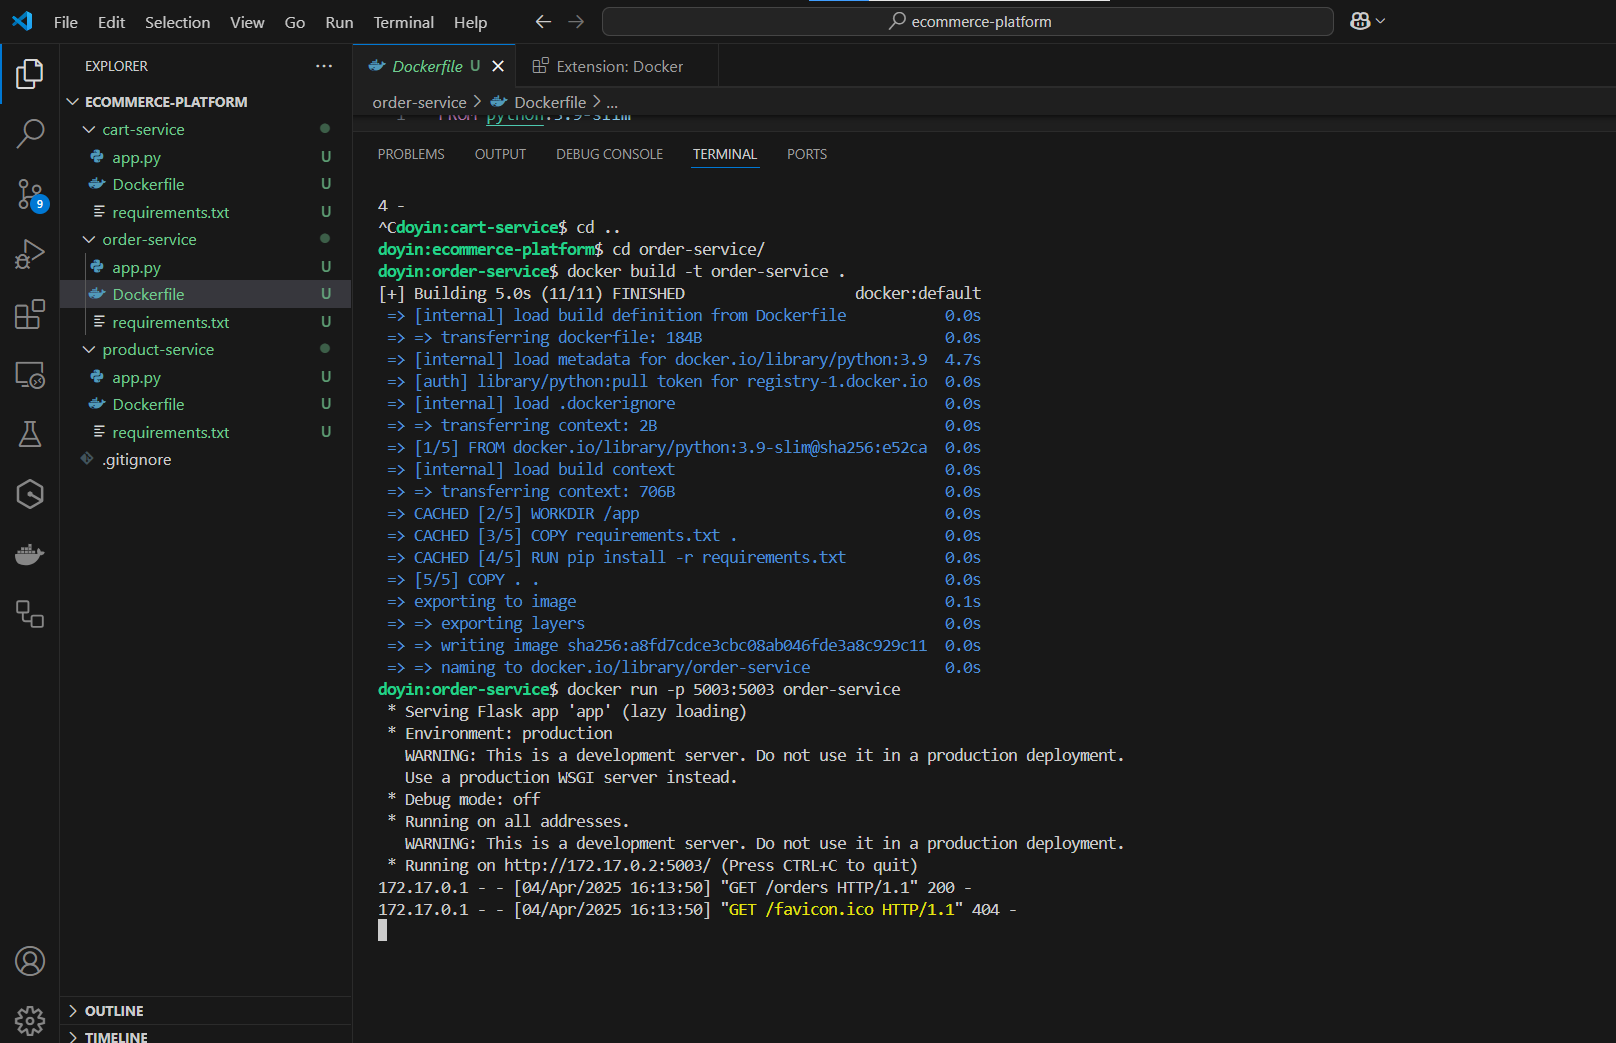 File Edit Selection View Go Run Terminal Help
ecommerce-platform
EXPLORER
ECOMMERCE-PLATFORM
cart-service
app.py U
Dockerfile U
requirements.txt U
order-service
app.py U
Dockerfile U
requirements.txt U
product-service
app.py U
Dockerfile U
requirements.txt U
.gitignore
9
OUTLINE
TIMELINE
Dockerfile U
Extension: Docker
order-service > Dockerfile > ...
1 FROM python:3.9-slim
PROBLEMS OUTPUT DEBUG CONSOLE TERMINAL PORTS
4 -
^Cdoyin:cart-service$ cd ..
doyin:ecommerce-platform$ cd order-service/
doyin:order-service$ docker build -t order-service .
[+] Building 5.0s (11/11) FINISHED docker:default
=> [internal] load build definition from Dockerfile 0.0s
=> => transferring dockerfile: 184B 0.0s
=> [internal] load metadata for docker.io/library/python:3.9 4.7s
=> [auth] library/python:pull token for registry-1.docker.io 0.0s
=> [internal] load .dockerignore 0.0s
=> => transferring context: 2B 0.0s
=> [1/5] FROM docker.io/library/python:3.9-slim@sha256:e52ca 0.0s
=> [internal] load build context 0.0s
=> => transferring context: 706B 0.0s
=> CACHED [2/5] WORKDIR /app 0.0s
=> CACHED [3/5] COPY requirements.txt . 0.0s
=> CACHED [4/5] RUN pip install -r requirements.txt 0.0s
=> [5/5] COPY . . 0.0s
=> exporting to image 0.1s
=> => exporting layers 0.0s
=> => writing image sha256:a8fd7cdce3cbc08ab046fde3a8c929c11 0.0s
=> => naming to docker.io/library/order-service 0.0s
doyin:order-service$ docker run -p 5003:5003 order-service
* Serving Flask app 'app' (lazy loading)
* Environment: production
WARNING: This is a development server. Do not use it in a production deployment.
Use a production WSGI server instead.
* Debug mode: off
* Running on all addresses.
WARNING: This is a development server. Do not use it in a production deployment.
* Running on http://172.17.0.2:5003/ (Press CTRL+C to quit)
172.17.0.1 - - [04/Apr/2025 16:13:50] "GET /orders HTTP/1.1" 200 -
172.17.0.1 - - [04/Apr/2025 16:13:50] "GET /favicon.ico HTTP/1.1" 404 -